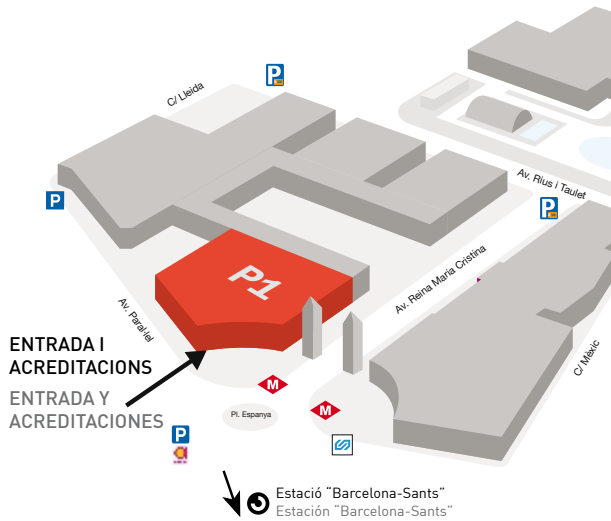 C/ Lleida
P
P
Av. Rius i Taulet
P
P1
Av. Reina Maria Cristina
Av. Paral·lel
C/ Mèxic
ENTRADA I
ACREDITACIONS
ENTRADA Y
ACREDITACIONES
M
M
Pl. Espanya
P
Estació “Barcelona-Sants”
Estación “Barcelona-Sants”